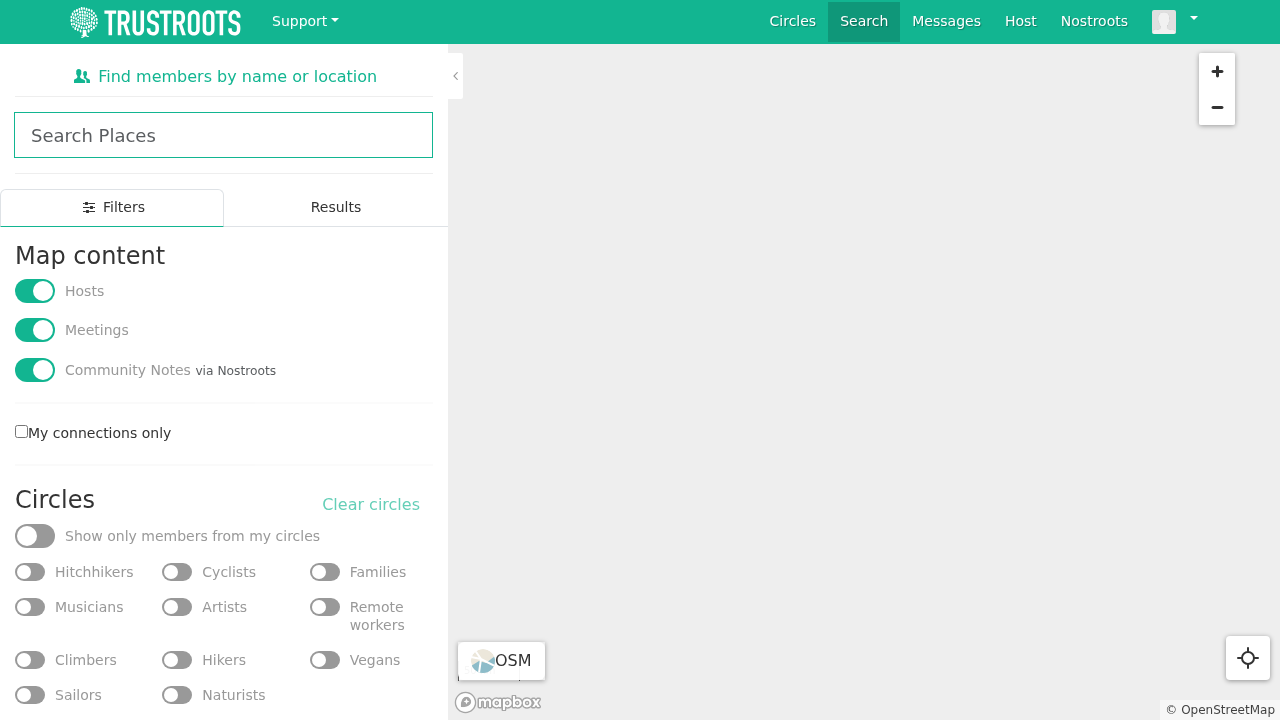 TRUSTROOTS
Support
Circles
Search
Messages
Host
Nostroots
Find members by name or location
Search Places
Filters
Results
Map content
Hosts
Meetings
Community Notes via Nostroots
My connections only
Circles
Clear circles
Show only members from my circles
Hitchhikers
Cyclists
Families
Musicians
Artists
Remote
workers
Climbers
Hikers
Vegans
Sailors
Naturists
OSM
mapbox
© OpenStreetMap